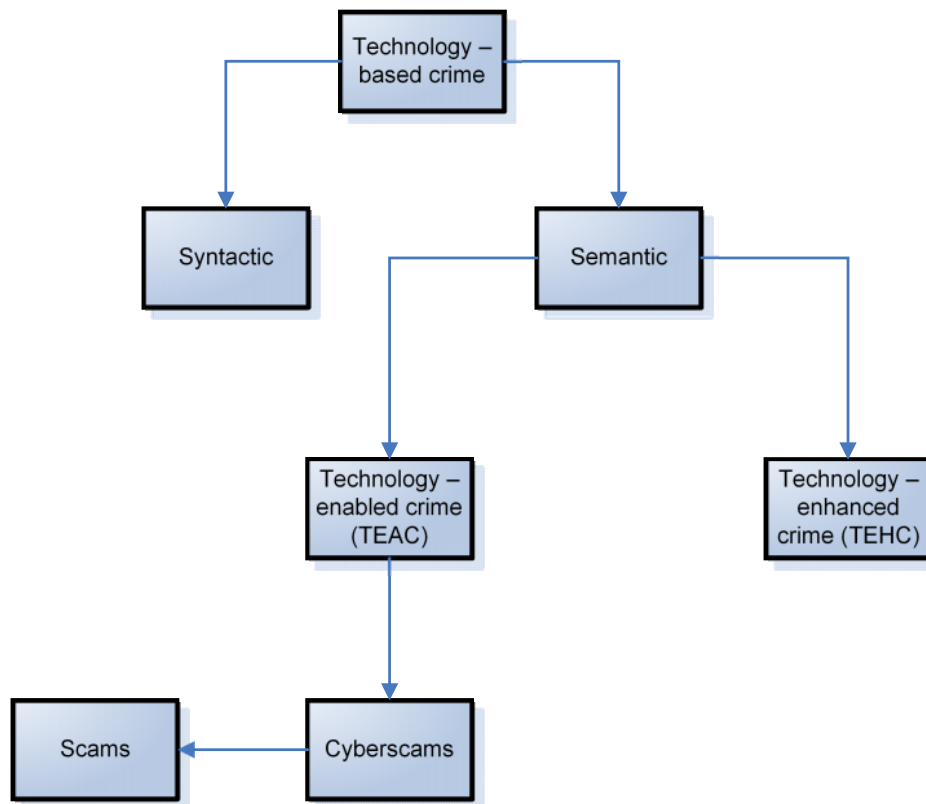 Technology –
based crime
Syntactic
Semantic
Technology –
enabled crime
(TEAC)
Technology –
enhanced
crime (TEHC)
Scams
Cyberscams